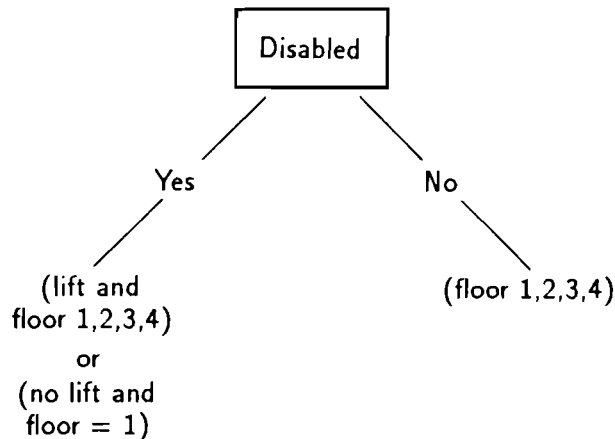 Disabled
Yes
No
(lift and
floor 1,2,3,4)
or
(no lift and
floor = 1)
(floor 1,2,3,4)